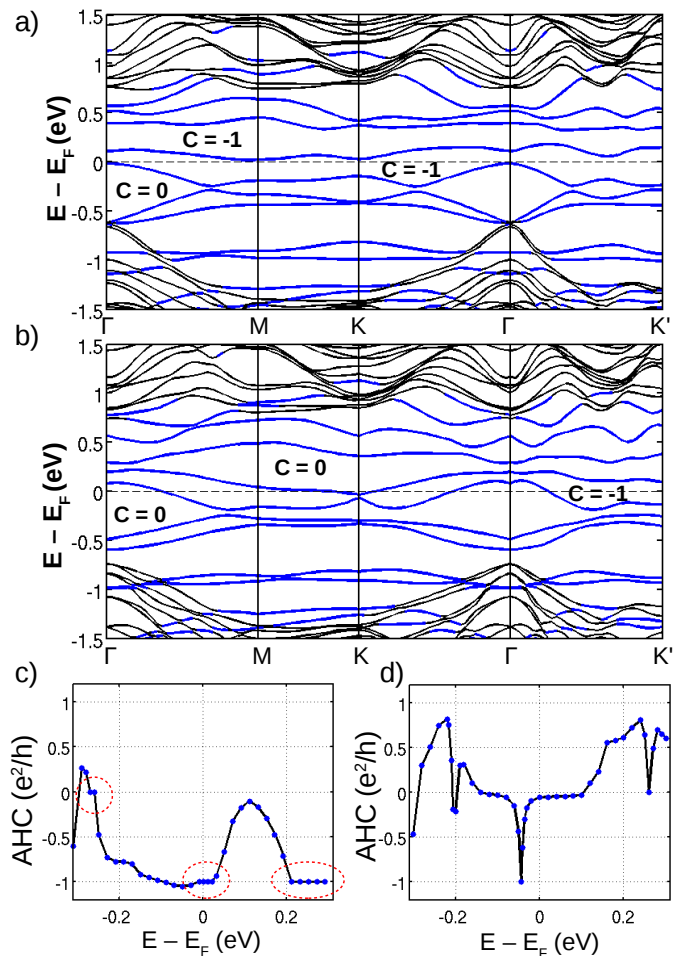 a)
1.5
1
0.5
0
-0.5
-1
-1.5
E − E_F (eV)
C = -1
C = -1
C = 0
Γ M K Γ K'
b)
1.5
1
0.5
0
-0.5
-1
-1.5
E − E_F (eV)
C = 0
C = -1
C = 0
Γ M K Γ K'
c)
1
0.5
0
-0.5
-1
AHC (e²/h)
-0.2 0 0.2
E − E_F (eV)
d)
1
0.5
0
-0.5
-1
AHC (e²/h)
-0.2 0 0.2
E − E_F (eV)